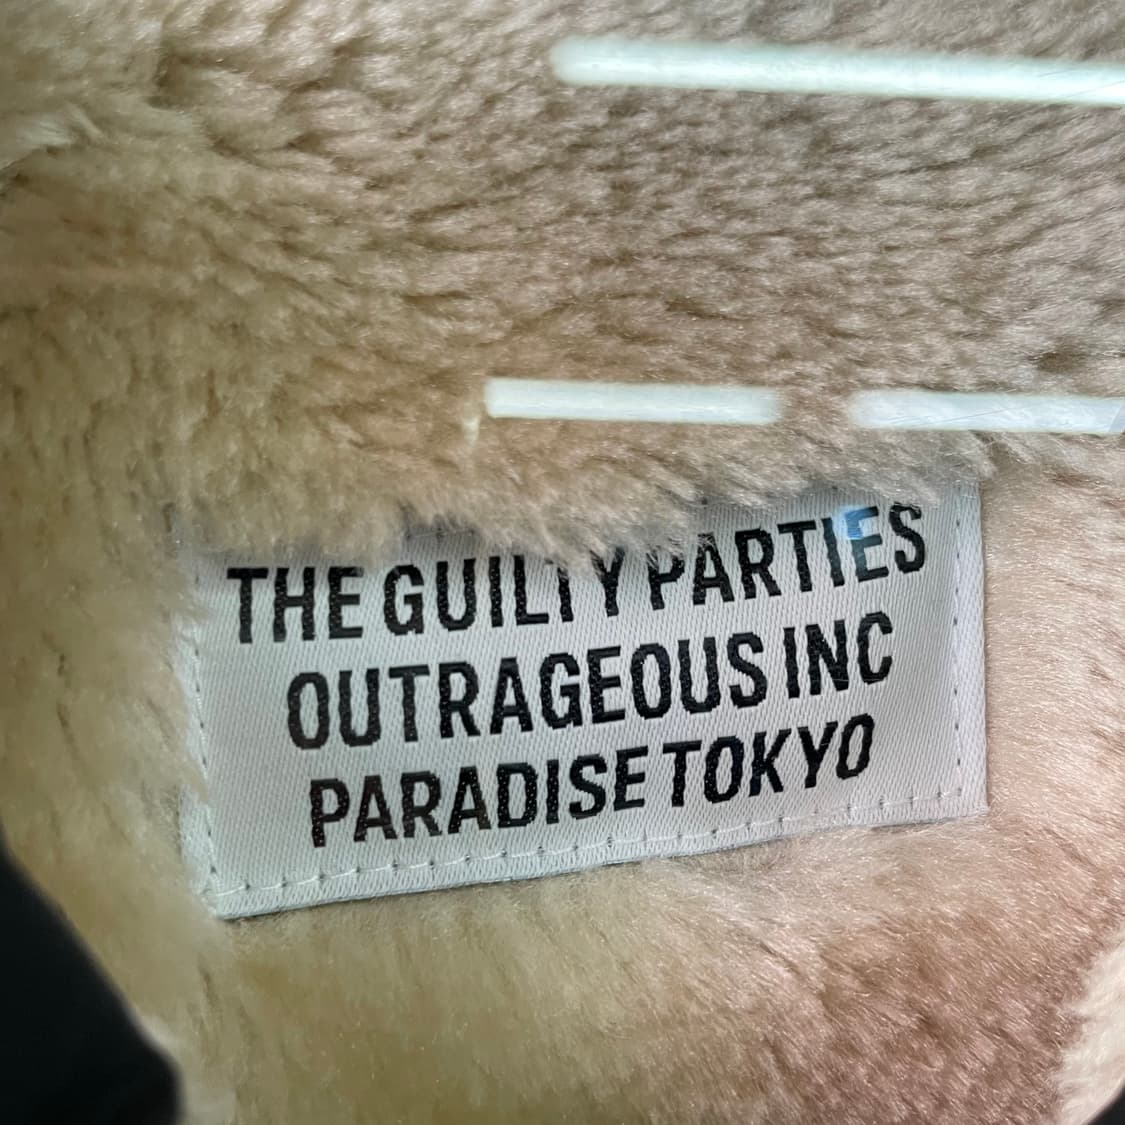 THE GUILTY PARTIES
OUTRAGEOUS INC
PARADISE TOKYO